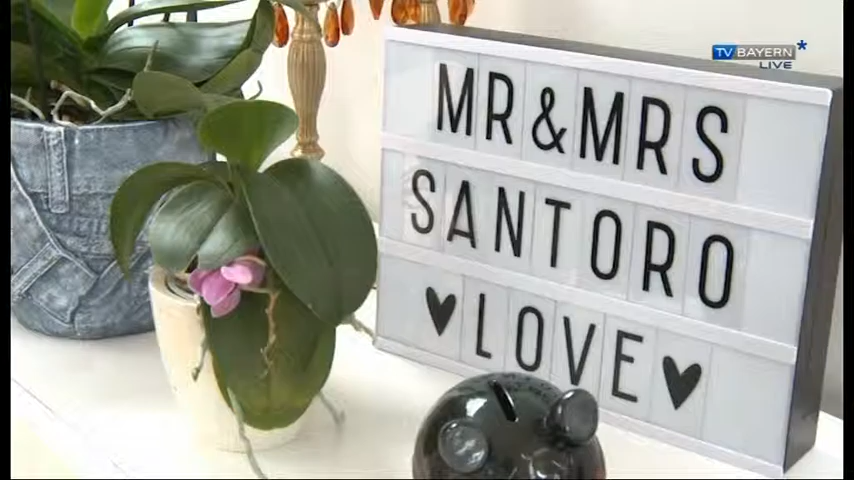 TV BAYERN
LIVE
MR & MRS
SANTORO
♥ LOVE ♥